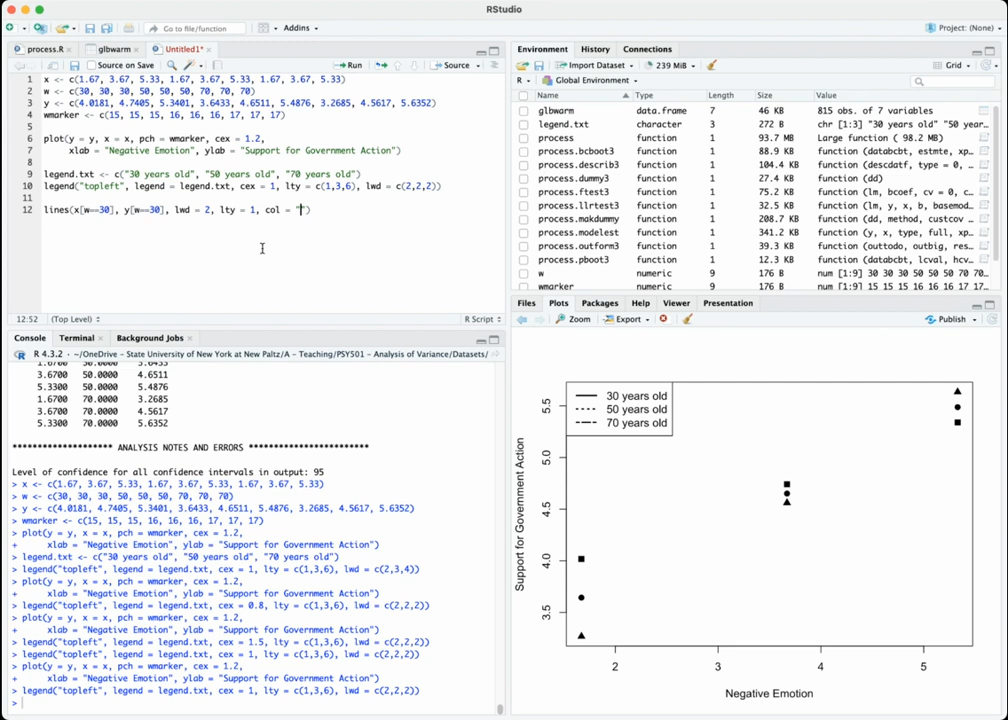 RStudio
Go to file/function
Addins
Project: (None)
process.R
glbwarm
Untitled1*
Source on Save
Run
Source
1 x <- c(1.67, 3.67, 5.33, 1.67, 3.67, 5.33, 1.67, 3.67, 5.33)
2 w <- c(30, 30, 30, 50, 50, 50, 70, 70, 70)
3 y <- c(4.0181, 4.7405, 5.3401, 3.6433, 4.6511, 5.4876, 3.2685, 4.5617, 5.6352)
4 wmarker <- c(15, 15, 15, 16, 16, 16, 17, 17, 17)
5
6 plot(y = y, x = x, pch = wmarker, cex = 1.2,
7 xlab = "Negative Emotion", ylab = "Support for Government Action")
8
9 legend.txt <- c("30 years old", "50 years old", "70 years old")
10 legend("topleft", legend = legend.txt, cex = 1, lty = c(1,3,6), lwd = c(2,2,2))
11
12 lines(x[w==30], y[w==30], lwd = 2, lty = 1, col = "")
12:52
(Top Level)
R Script
Console
Terminal
Background Jobs
R 4.3.2 · ~/OneDrive - State University of New York at New Paltz/A - Teaching/PSY501 - Analysis of Variance/Datasets/
1.6700 50.0000 3.6433
3.6700 50.0000 4.6511
5.3300 50.0000 5.4876
1.6700 70.0000 3.2685
3.6700 70.0000 4.5617
5.3300 70.0000 5.6352
******************** ANALYSIS NOTES AND ERRORS ************************
Level of confidence for all confidence intervals in output: 95
> x <- c(1.67, 3.67, 5.33, 1.67, 3.67, 5.33, 1.67, 3.67, 5.33)
> w <- c(30, 30, 30, 50, 50, 50, 70, 70, 70)
> y <- c(4.0181, 4.7405, 5.3401, 3.6433, 4.6511, 5.4876, 3.2685, 4.5617, 5.6352)
> wmarker <- c(15, 15, 15, 16, 16, 16, 17, 17, 17)
> plot(y = y, x = x, pch = wmarker, cex = 1.2,
+ xlab = "Negative Emotion", ylab = "Support for Government Action")
> legend.txt <- c("30 years old", "50 years old", "70 years old")
> legend("topleft", legend = legend.txt, cex = 1, lty = c(1,3,6), lwd = c(2,3,4))
> plot(y = y, x = x, pch = wmarker, cex = 1.2,
+ xlab = "Negative Emotion", ylab = "Support for Government Action")
> legend("topleft", legend = legend.txt, cex = 0.8, lty = c(1,3,6), lwd = c(2,2,2))
> plot(y = y, x = x, pch = wmarker, cex = 1.2,
+ xlab = "Negative Emotion", ylab = "Support for Government Action")
> legend("topleft", legend = legend.txt, cex = 1.5, lty = c(1,3,6), lwd = c(2,2,2))
> legend("topleft", legend = legend.txt, cex = 1, lty = c(1,3,6), lwd = c(2,2,2))
> plot(y = y, x = x, pch = wmarker, cex = 1.2,
+ xlab = "Negative Emotion", ylab = "Support for Government Action")
> legend("topleft", legend = legend.txt, cex = 1, lty = c(1,3,6), lwd = c(2,2,2))
>
Environment
History
Connections
Import Dataset
239 MiB
Grid
R
Global Environment
Name Type Length Size Value
glbwarm data.frame 7 46 KB 815 obs. of 7 variables
legend.txt character 3 272 B chr [1:3] "30 years old" "50 year…
process function 1 93.7 MB Large function ( 98.2 MB)
process.bcboot3 function 1 88.9 KB function (databcbt, estmte, xp…
process.describ3 function 1 104.4 KB function (descdatf, type = 0, …
process.dummy3 function 1 24.2 KB function (dd)
process.ftest3 function 1 75.2 KB function (lm, bcoef, cv = 0, c…
process.llrtest3 function 1 32.5 KB function (lm, y, x, b, basemod…
process.makdummy function 1 208.7 KB function (dd, method, custcov …
process.modelest function 1 341.2 KB function (y, x, type, full, xp…
process.outform3 function 1 39.3 KB function (outtodo, outbig, res…
process.pboot3 function 1 12.3 KB function (databcbt, lcval, hcv…
w numeric 9 176 B num [1:9] 30 30 30 50 50 50 70 70…
wmarker numeric 9 176 B num [1:9] 15 15 15 16 16 16 17 17…
Files
Plots
Packages
Help
Viewer
Presentation
Zoom
Export
Publish
30 years old
50 years old
70 years old
Support for Government Action
5.5
5.0
4.5
4.0
3.5
2 3 4 5
Negative Emotion